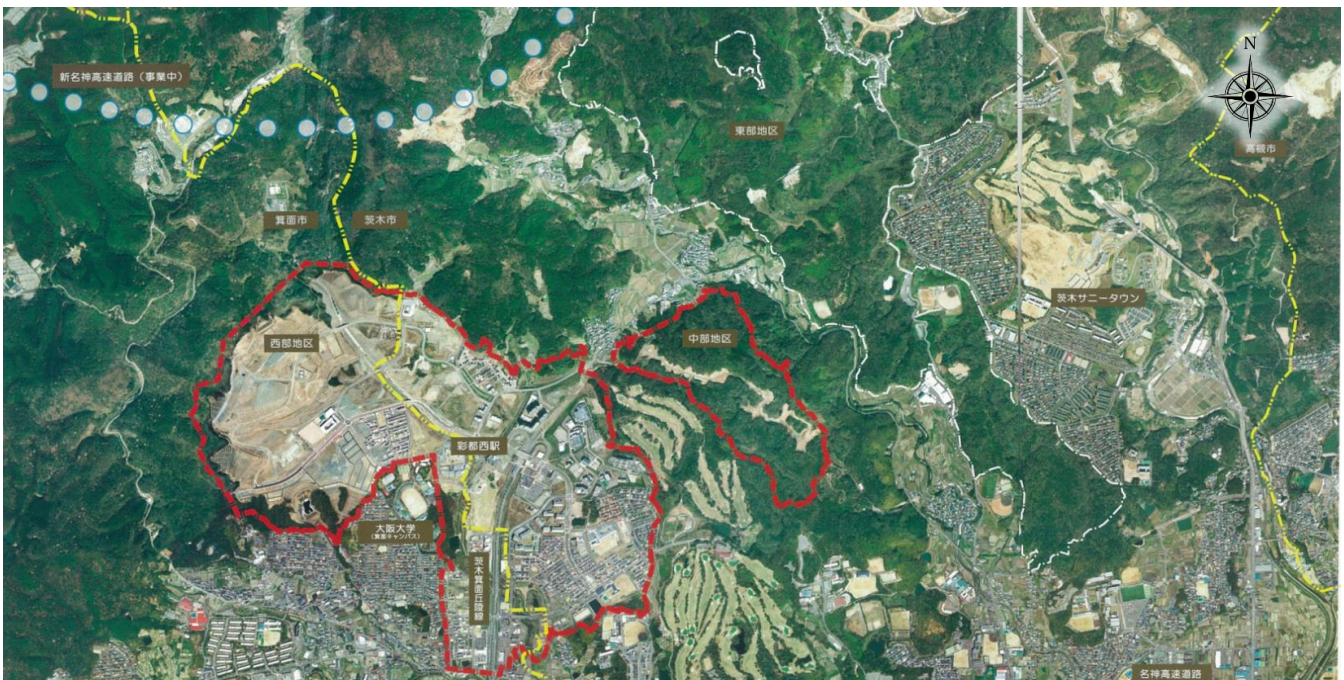 N
新名神高速道路（事業中）
東部地区
高槻市
箕面市
茨木市
茨木サニータウン
西部地区
中部地区
彩都西駅
大阪大学
（箕面キャンパス）
茨木箕面丘陵線
名神高速道路